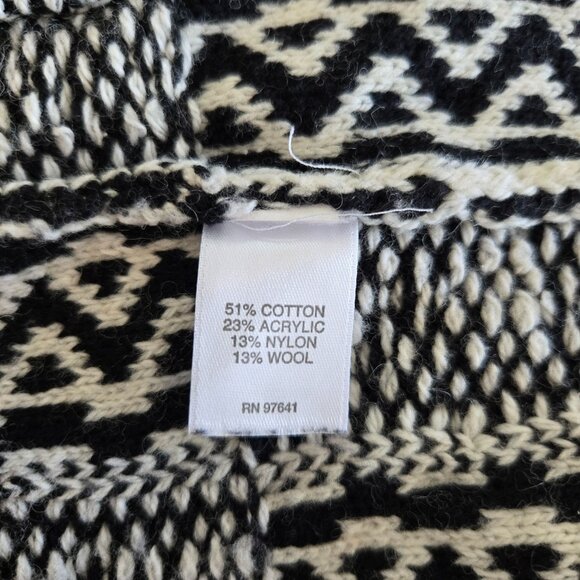 51% COTTON
23% ACRYLIC
13% NYLON
13% WOOL
RN 97641